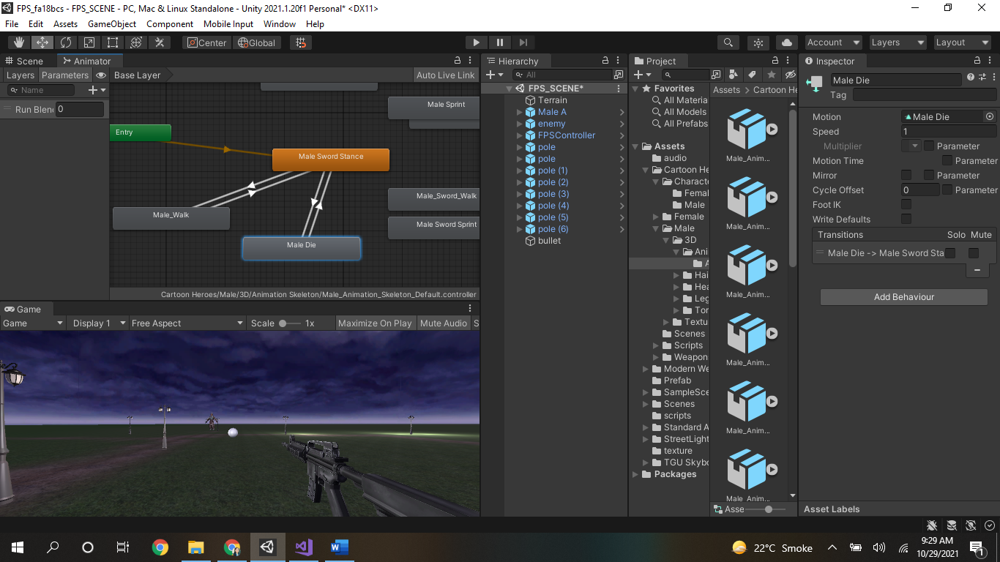 FPS_fa18bcs - FPS_SCENE - PC, Mac & Linux Standalone - Unity 2021.1.20f1 Personal* <DX11>
File Edit Assets GameObject Component Mobile Input Window Help
Center Global Account Layers Layout
Scene Animator
Layers Parameters Base Layer Auto Live Link
Name
Run Blen 0
Male Sprint
Entry
Male Sword Stance
Male_Sword_Walk
Male_Walk
Male Sword Sprint
Male Die
Cartoon Heroes/Male/3D/Animation Skeleton/Male_Animation_Skeleton_Default.controller
Game
Game Display 1 Free Aspect Scale 1x Maximize On Play Mute Audio S
Hierarchy
All
FPS_SCENE*
Terrain
Male A
enemy
FPSController
pole
pole
pole (1)
pole (2)
pole (3)
pole (4)
pole (5)
pole (6)
bullet
Project
Favorites
All Materia
All Models
All Prefabs
Assets
audio
Cartoon He
Characte
Femal
Male
Female
Male
3D
Ani
A
Hai
Hea
Leg
Tor
Textu
Scenes
Scripts
Weapon
Modern We
Prefab
SampleSce
Scenes
scripts
Standard A
StreetLight
texture
TGU Skybo
Packages
Assets > Cartoon He
Male_Anim...
Male_Anim...
Male_Anim...
Male_Anim...
Male_Anim...
Male_Anim...
Asse
Inspector
Male Die
Tag
Motion Male Die
Speed 1
Multiplier Parameter
Motion Time Parameter
Mirror Parameter
Cycle Offset 0 Parameter
Foot IK
Write Defaults
Transitions Solo Mute
Male Die -> Male Sword Sta
Add Behaviour
Asset Labels
22°C Smoke
9:29 AM
10/29/2021
1